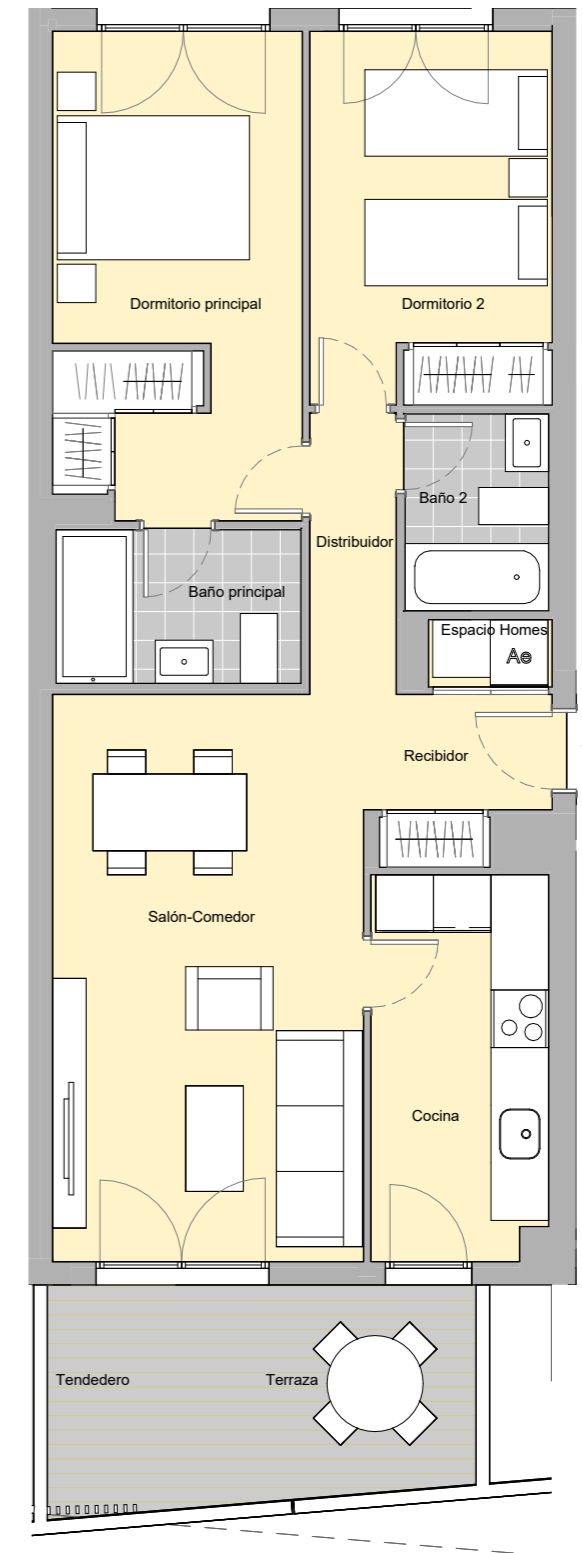 Dormitorio principal
Dormitorio 2
Baño 2
Distribuidor
Baño principal
Espacio Homes
Ae
Recibidor
Salón-Comedor
Cocina
Tendedero
Terraza